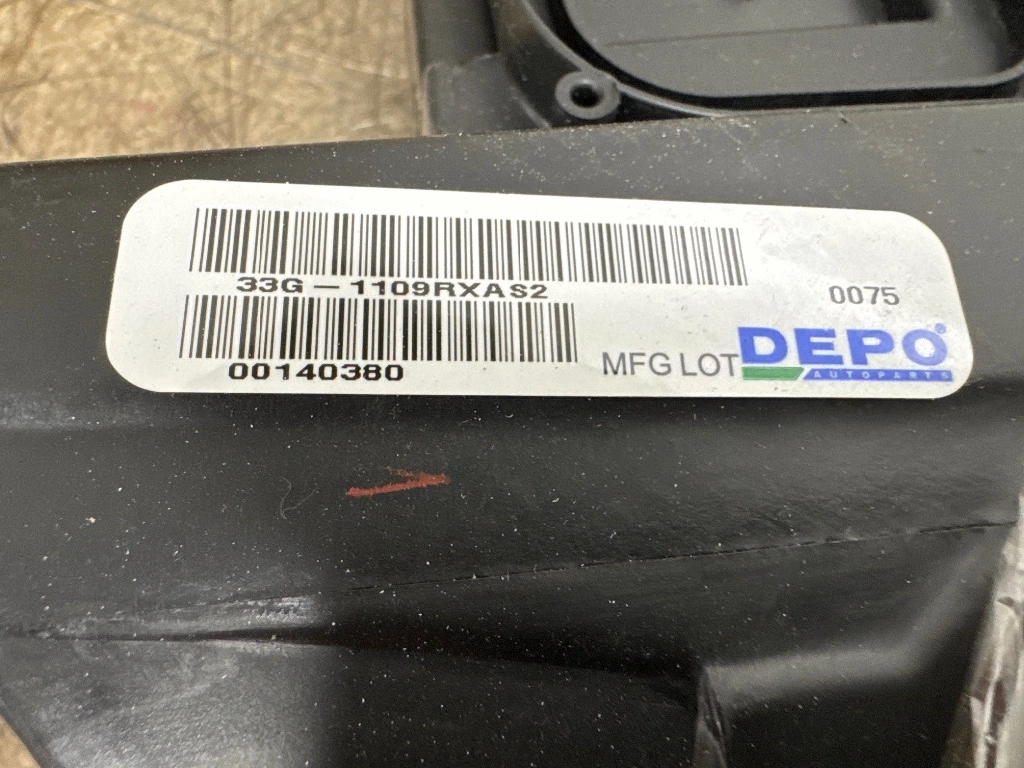 33G-1109RXAS2
0075
00140380
MFG LOT
DEPO®
AUTOPARTS